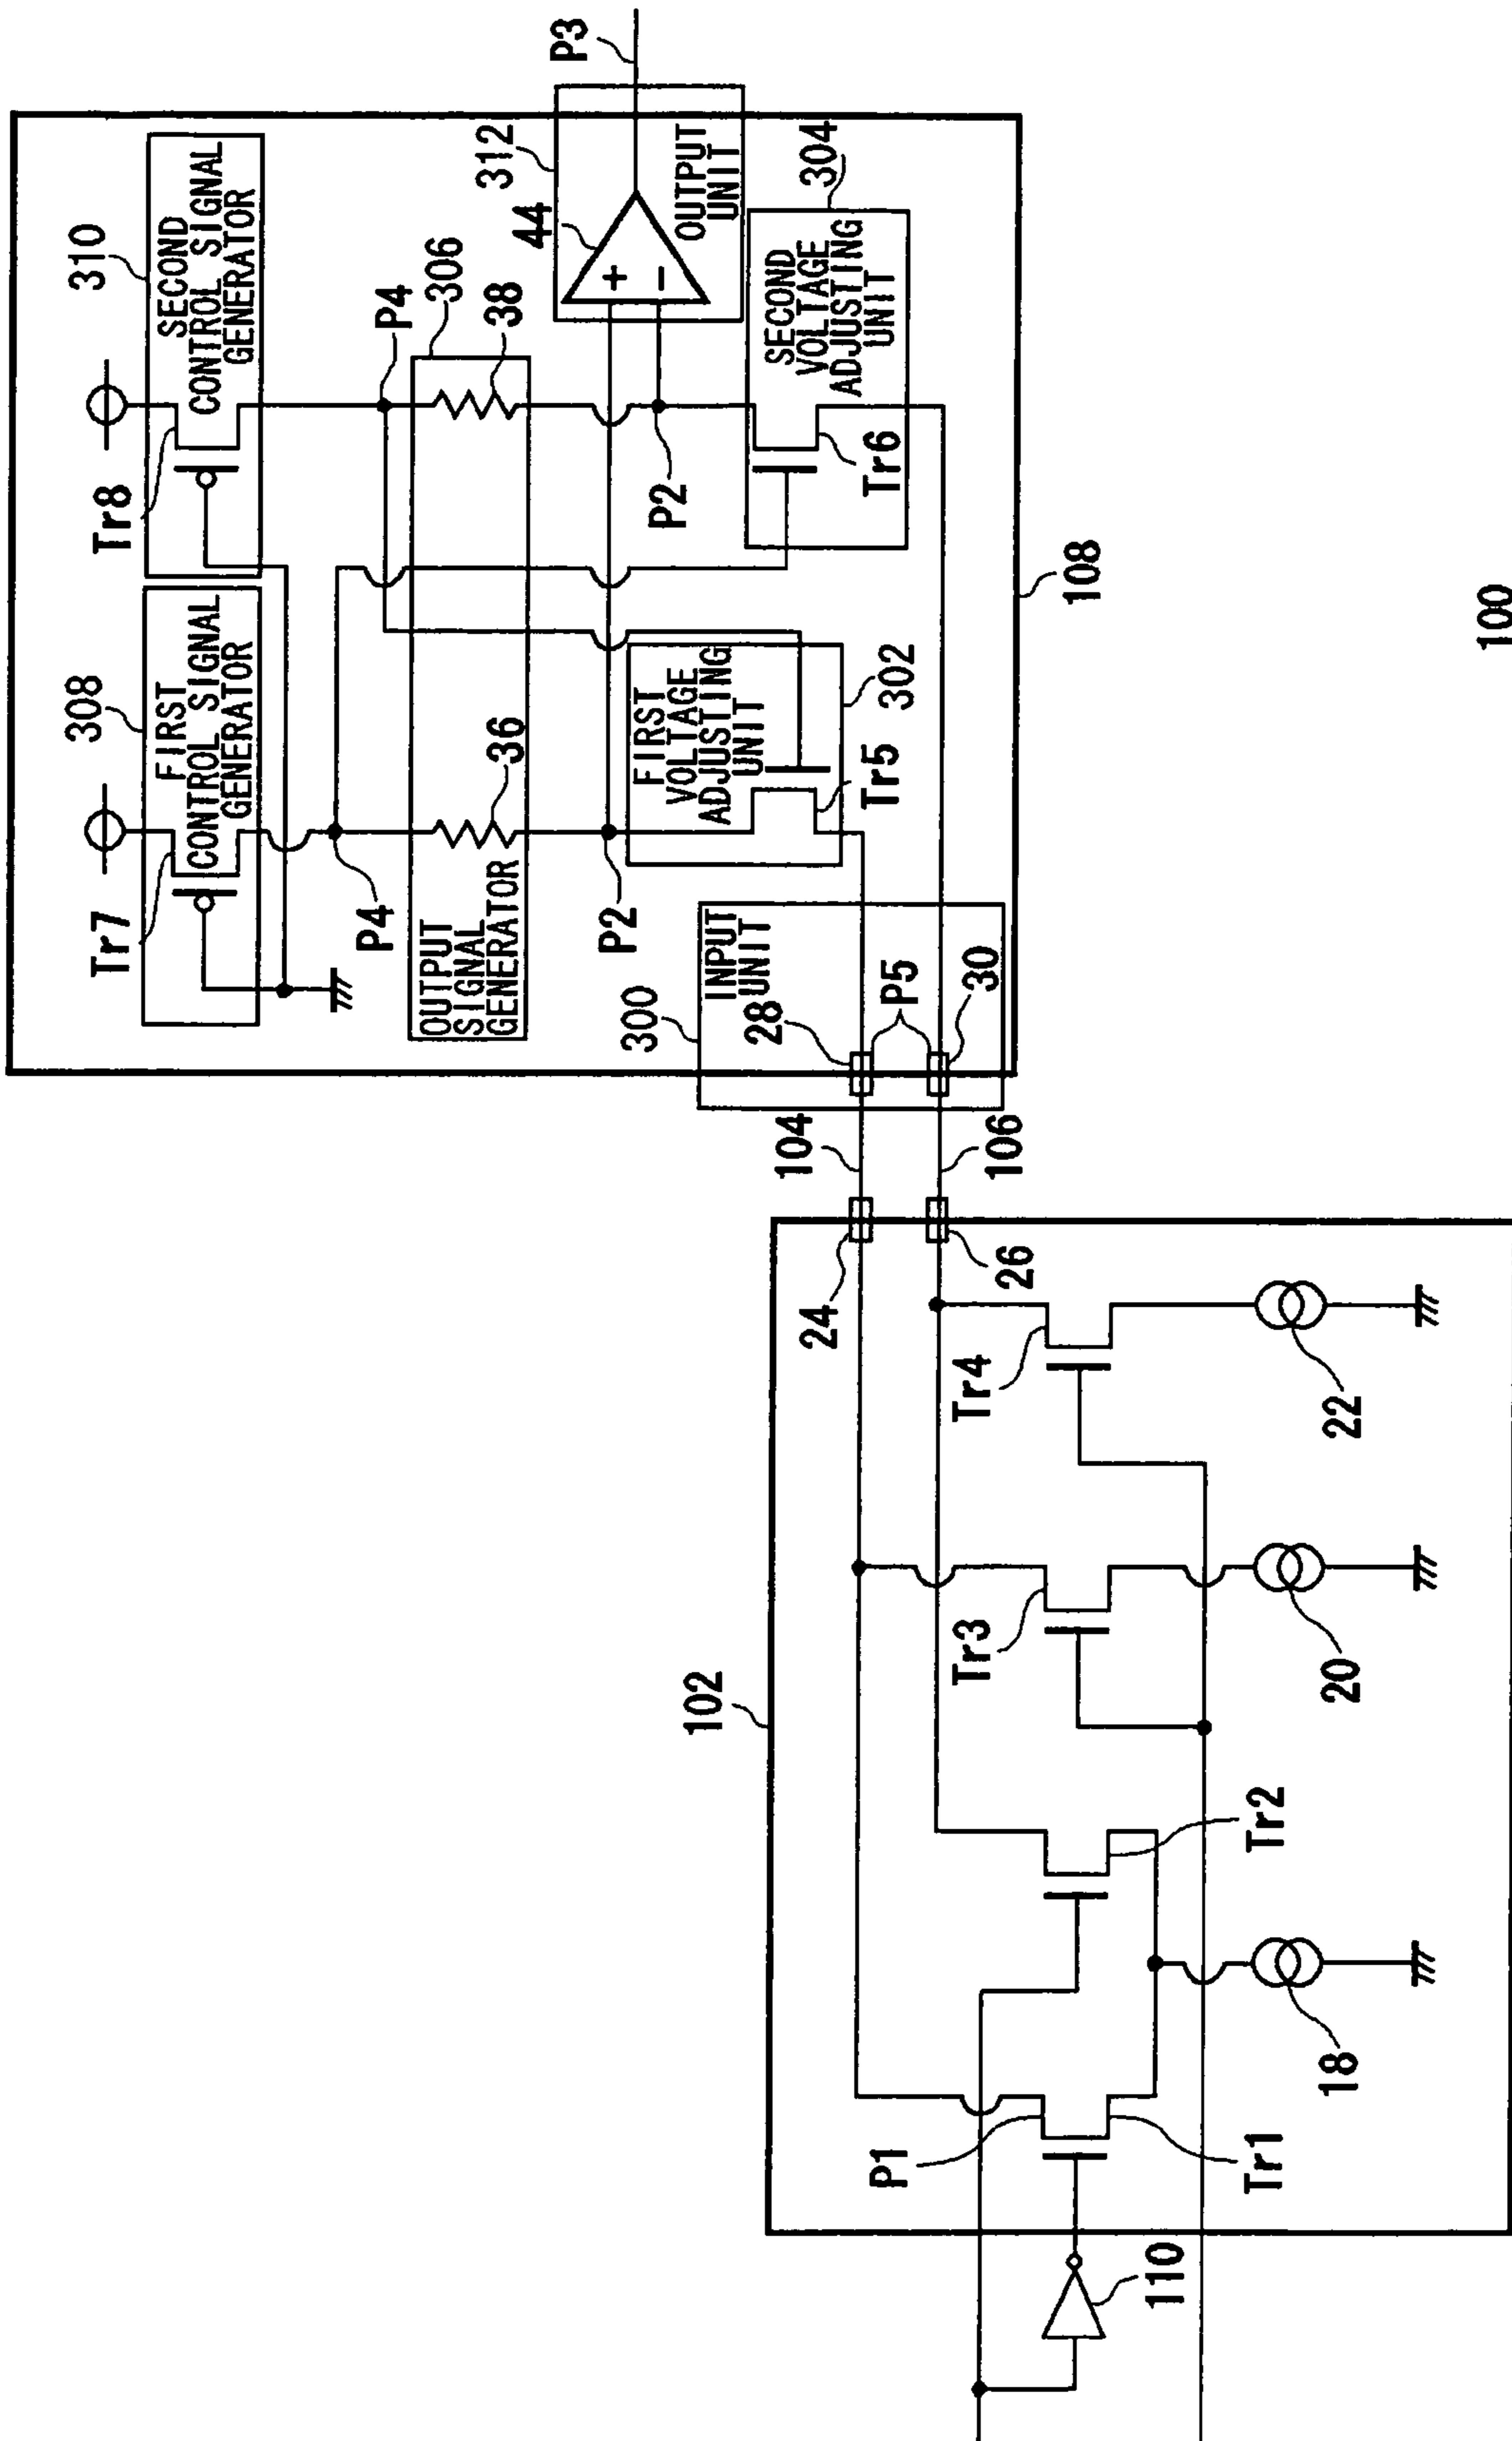 308
310
Tr7
FIRST
CONTROL SIGNAL
GENERATOR
Tr8
SECOND
CONTROL SIGNAL
GENERATOR
P4
P4
306
OUTPUT
SIGNAL
GENERATOR
36
38
312
44
+
−
OUTPUT
UNIT
P3
P2
P2
300
INPUT
UNIT
28
P5
30
FIRST
VOLTAGE
ADJUSTING
UNIT
302
Tr5
SECOND
VOLTAGE
ADJUSTING
UNIT
304
Tr6
108
104
106
102
24
26
P1
Tr1
Tr2
Tr3
Tr4
110
18
20
22
100